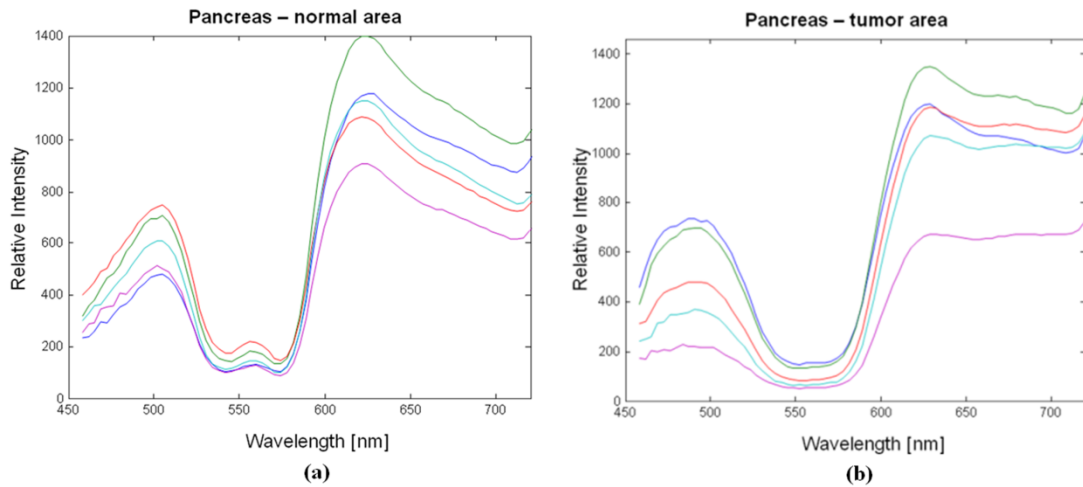 Pancreas – normal area
1400
1200
1000
800
600
400
200
0
450 500 550 600 650 700
Relative Intensity
Wavelength [nm]
(a)
Pancreas – tumor area
1400
1200
1000
800
600
400
200
0
450 500 550 600 650 700
Relative Intensity
Wavelength [nm]
(b)